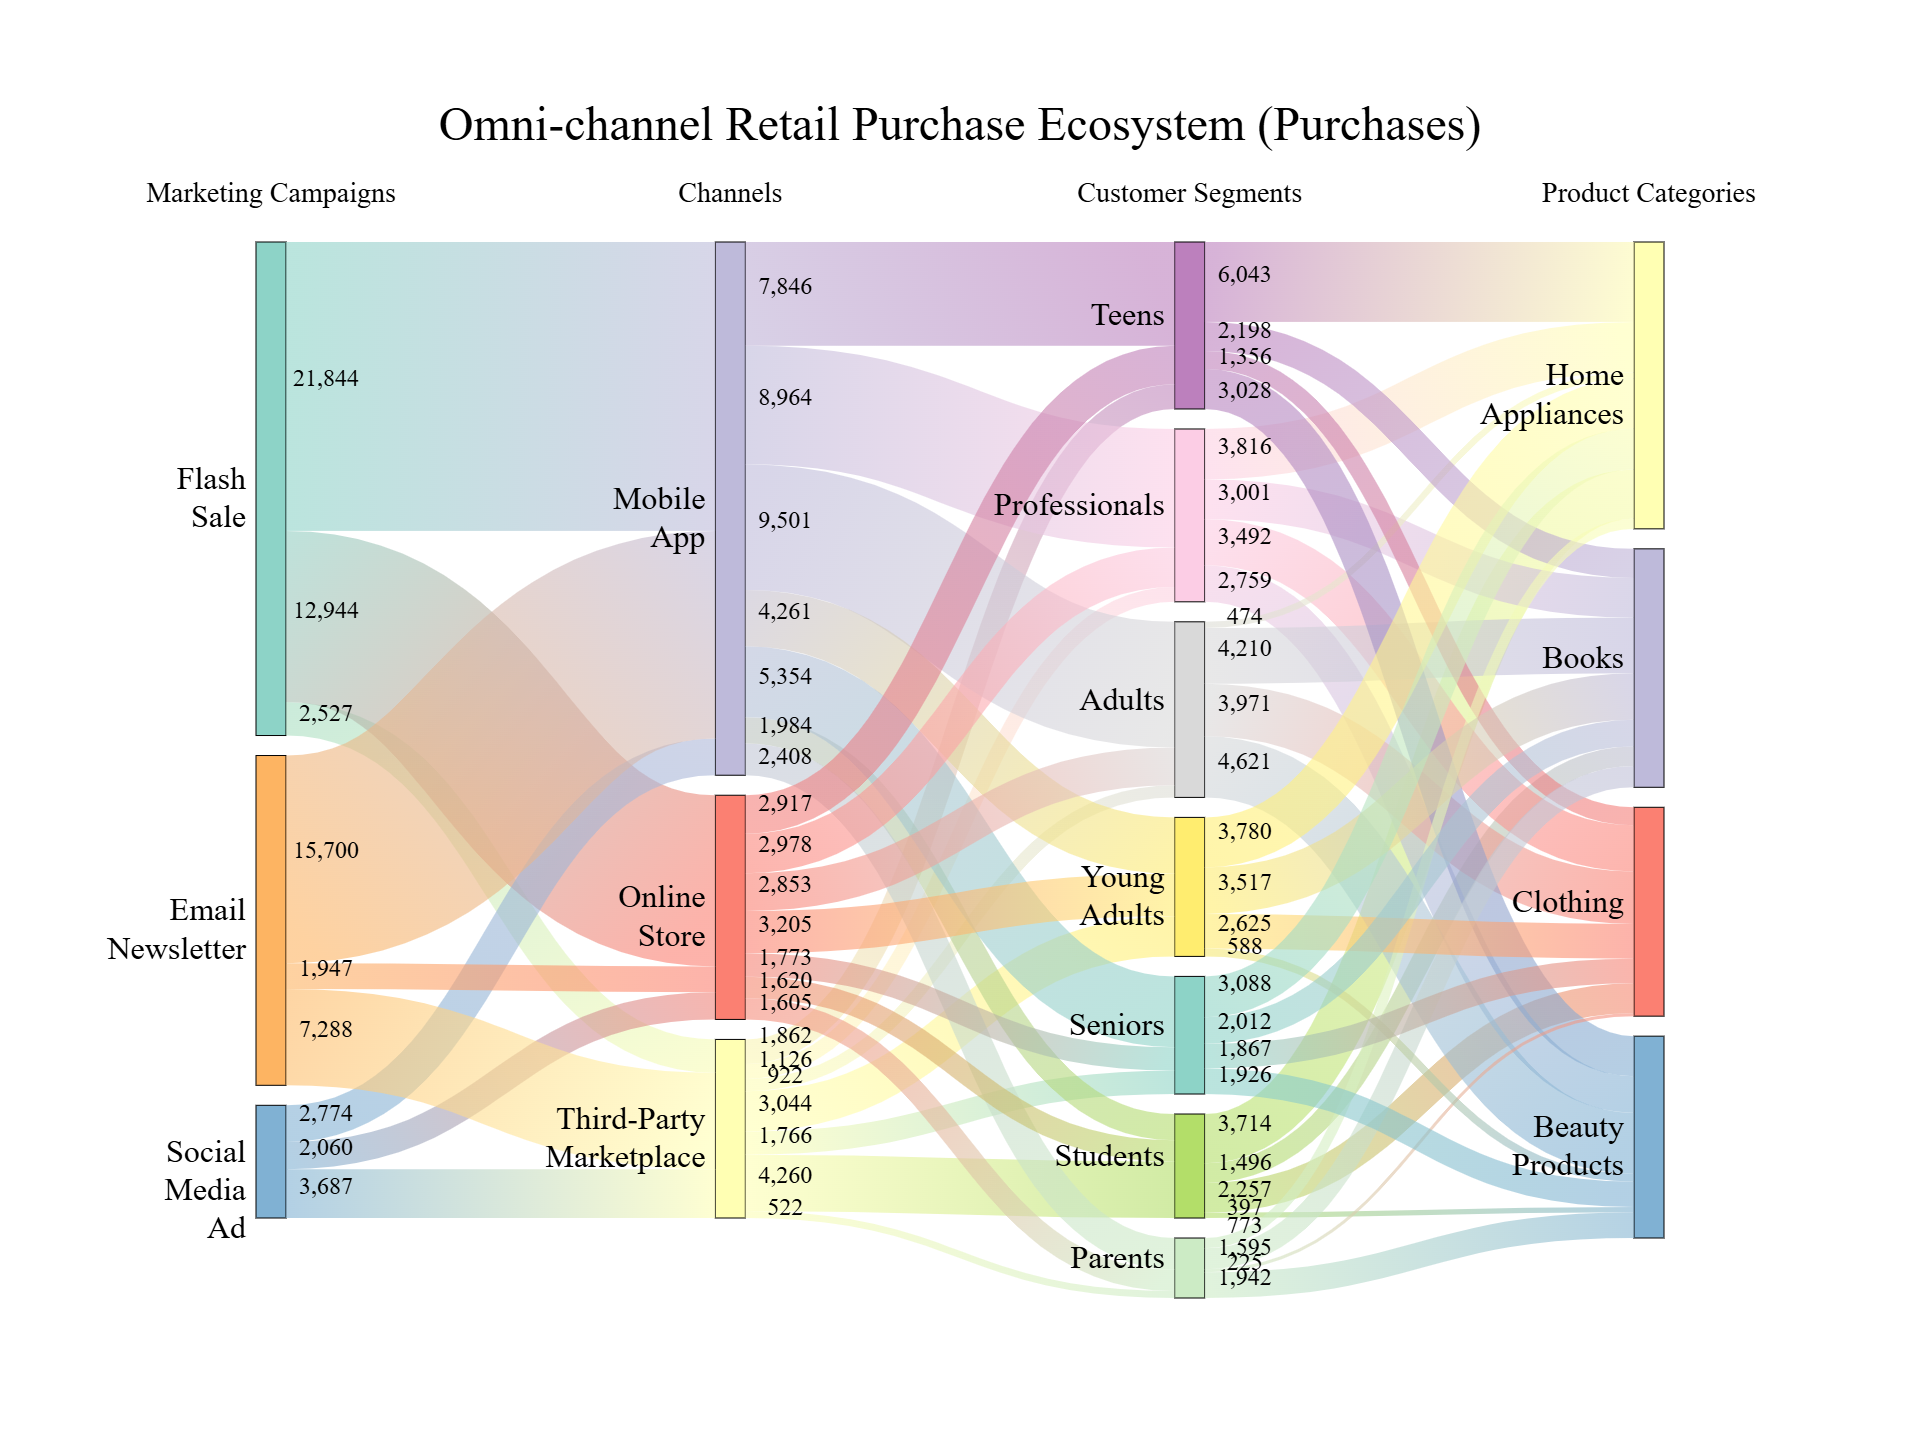 Omni-channel Retail Purchase Ecosystem (Purchases)
Marketing Campaigns
Channels
Customer Segments
Product Categories
Flash
Sale
21,844
12,944
2,527
Email
Newsletter
15,700
1,947
7,288
Social
Media
Ad
2,774
2,060
3,687
Mobile
App
7,846
8,964
9,501
4,261
5,354
1,984
2,408
Online
Store
2,917
2,978
2,853
3,205
1,773
1,620
1,605
Third-Party
Marketplace
1,862
1,126
922
3,044
1,766
4,260
522
Teens
6,043
2,198
1,356
3,028
Professionals
3,816
3,001
3,492
2,759
Adults
474
4,210
3,971
4,621
Young
Adults
3,780
3,517
2,625
588
Seniors
3,088
2,012
1,867
1,926
Students
3,714
1,496
2,257
397
Parents
773
1,595
225
1,942
Home
Appliances
Books
Clothing
Beauty
Products